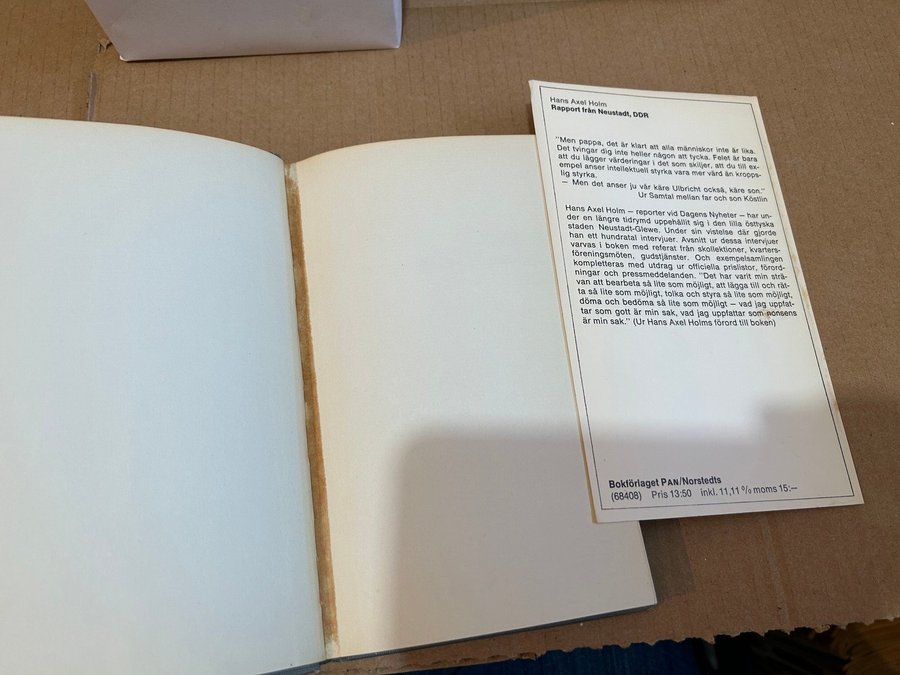 Hans Axel Holm
Rapport från Neustadt, DDR
"Men pappa, det är klart att alla människor inte är lika.
Det tvingar dig inte heller någon att tycka. Felet är bara
att du lägger värderingar i det som skiljer, att du till ex-
empel anser intellektuell styrka vara mer värd än kropps-
lig styrka.
— Men det anser ju vår käre Ulbricht också, käre son."
Ur Samtal mellan far och son Köstlin
Hans Axel Holm — reporter vid Dagens Nyheter — har un-
der en längre tidrymd uppehållit sig i den lilla östtyska
staden Neustadt-Glewe. Under sin vistelse där gjorde
han ett hundratal intervjuer. Avsnitt ur dessa intervjuer
varvas i boken med referat från skollektioner, kvarters-
föreningsmöten, gudstjänster. Och exempelsamlingen
kompletteras med utdrag ur officiella prislistor, förord-
ningar och pressmeddelanden. "Det har varit min strä-
van att bearbeta så lite som möjligt, att lägga till och rät-
ta så lite som möjligt, tolka och styra så lite som möjligt,
döma och bedöma så lite som möjligt — vad jag uppfat-
tar som gott är min sak, vad jag uppfattar som nonsens
är min sak." (Ur Hans Axel Holms förord till boken)
Bokförlaget PAN/Norstedts
(68408) Pris 13:50 inkl. 11,11 % moms 15:—